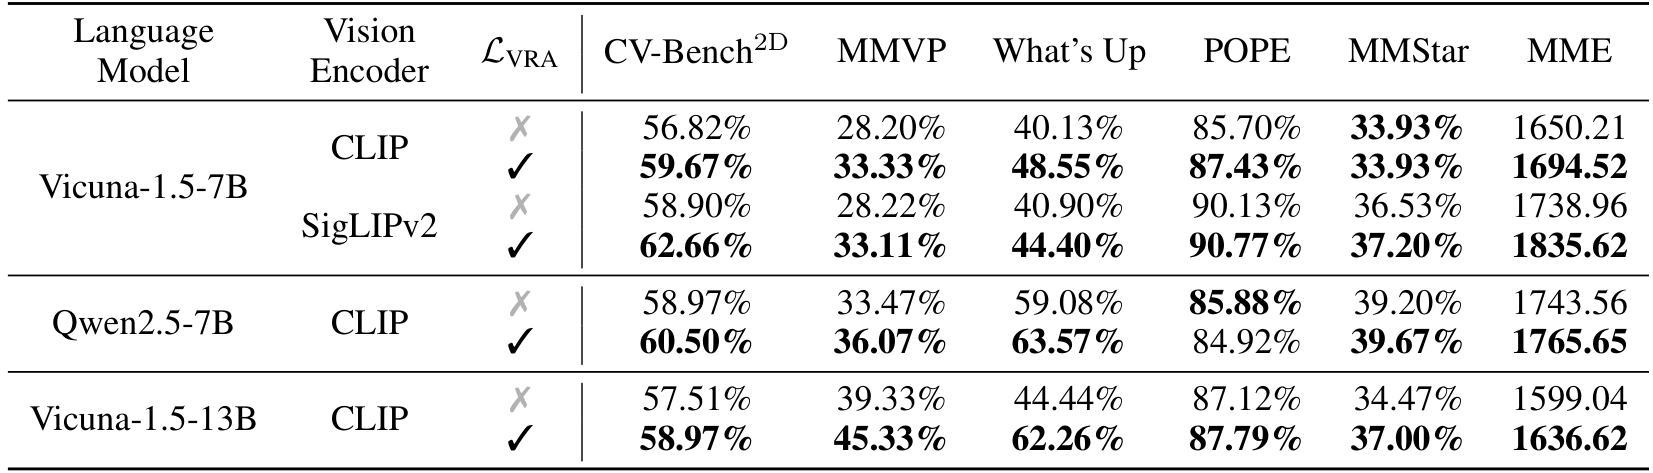 Language Model Vision Encoder ℒVRA CV-Bench2D MMVP What's Up POPE MMStar MME
Vicuna-1.5-7B CLIP ✗ 56.82% 28.20% 40.13% 85.70% 33.93% 1650.21
✓ 59.67% 33.33% 48.55% 87.43% 33.93% 1694.52
SigLIPv2 ✗ 58.90% 28.22% 40.90% 90.13% 36.53% 1738.96
✓ 62.66% 33.11% 44.40% 90.77% 37.20% 1835.62
Qwen2.5-7B CLIP ✗ 58.97% 33.47% 59.08% 85.88% 39.20% 1743.56
✓ 60.50% 36.07% 63.57% 84.92% 39.67% 1765.65
Vicuna-1.5-13B CLIP ✗ 57.51% 39.33% 44.44% 87.12% 34.47% 1599.04
✓ 58.97% 45.33% 62.26% 87.79% 37.00% 1636.62